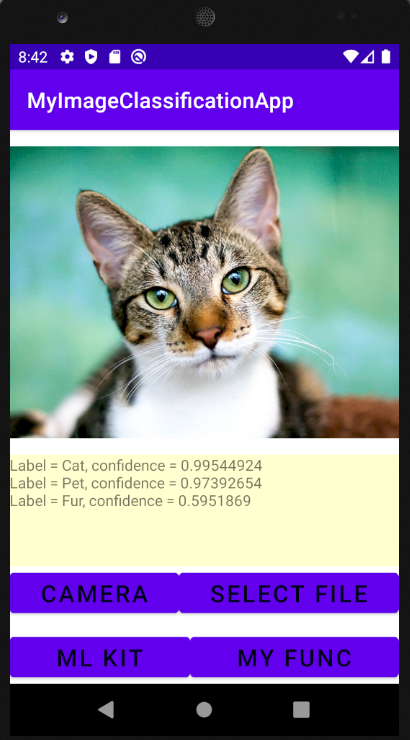 8:42
MyImageClassificationApp
Label = Cat, confidence = 0.99544924
Label = Pet, confidence = 0.97392654
Label = Fur, confidence = 0.5951869
CAMERA SELECT FILE
ML KIT MY FUNC